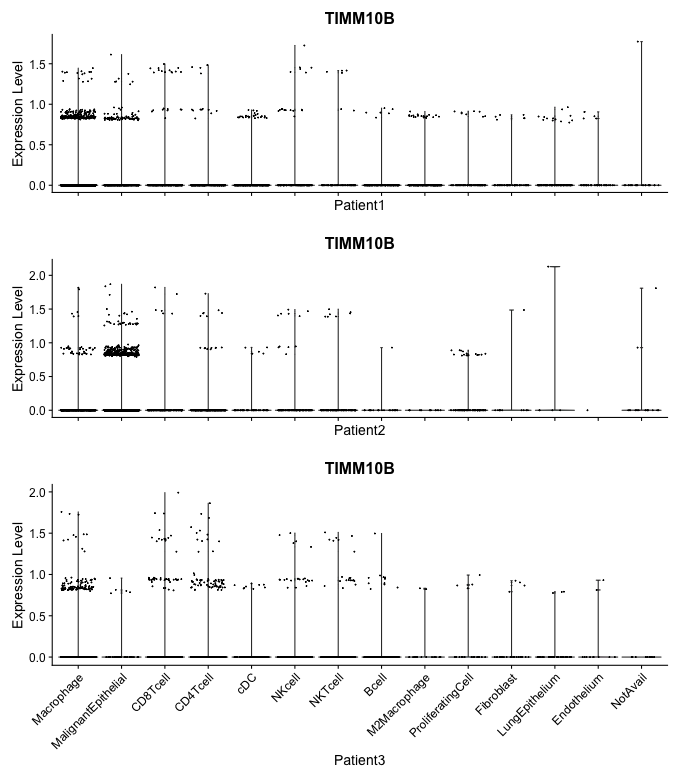 TIMM10B
Expression Level
1.5
1.0
0.5
0.0
Patient1
TIMM10B
Expression Level
2.0
1.5
1.0
0.5
0.0
Patient2
TIMM10B
Expression Level
2.0
1.5
1.0
0.5
0.0
Macrophage
MalignantEpithelial
CD8Tcell
CD4Tcell
cDC
NKcell
NKTcell
Bcell
M2Macrophage
ProliferatingCell
Fibroblast
LungEpithelium
Endothelium
NotAvail
Patient3